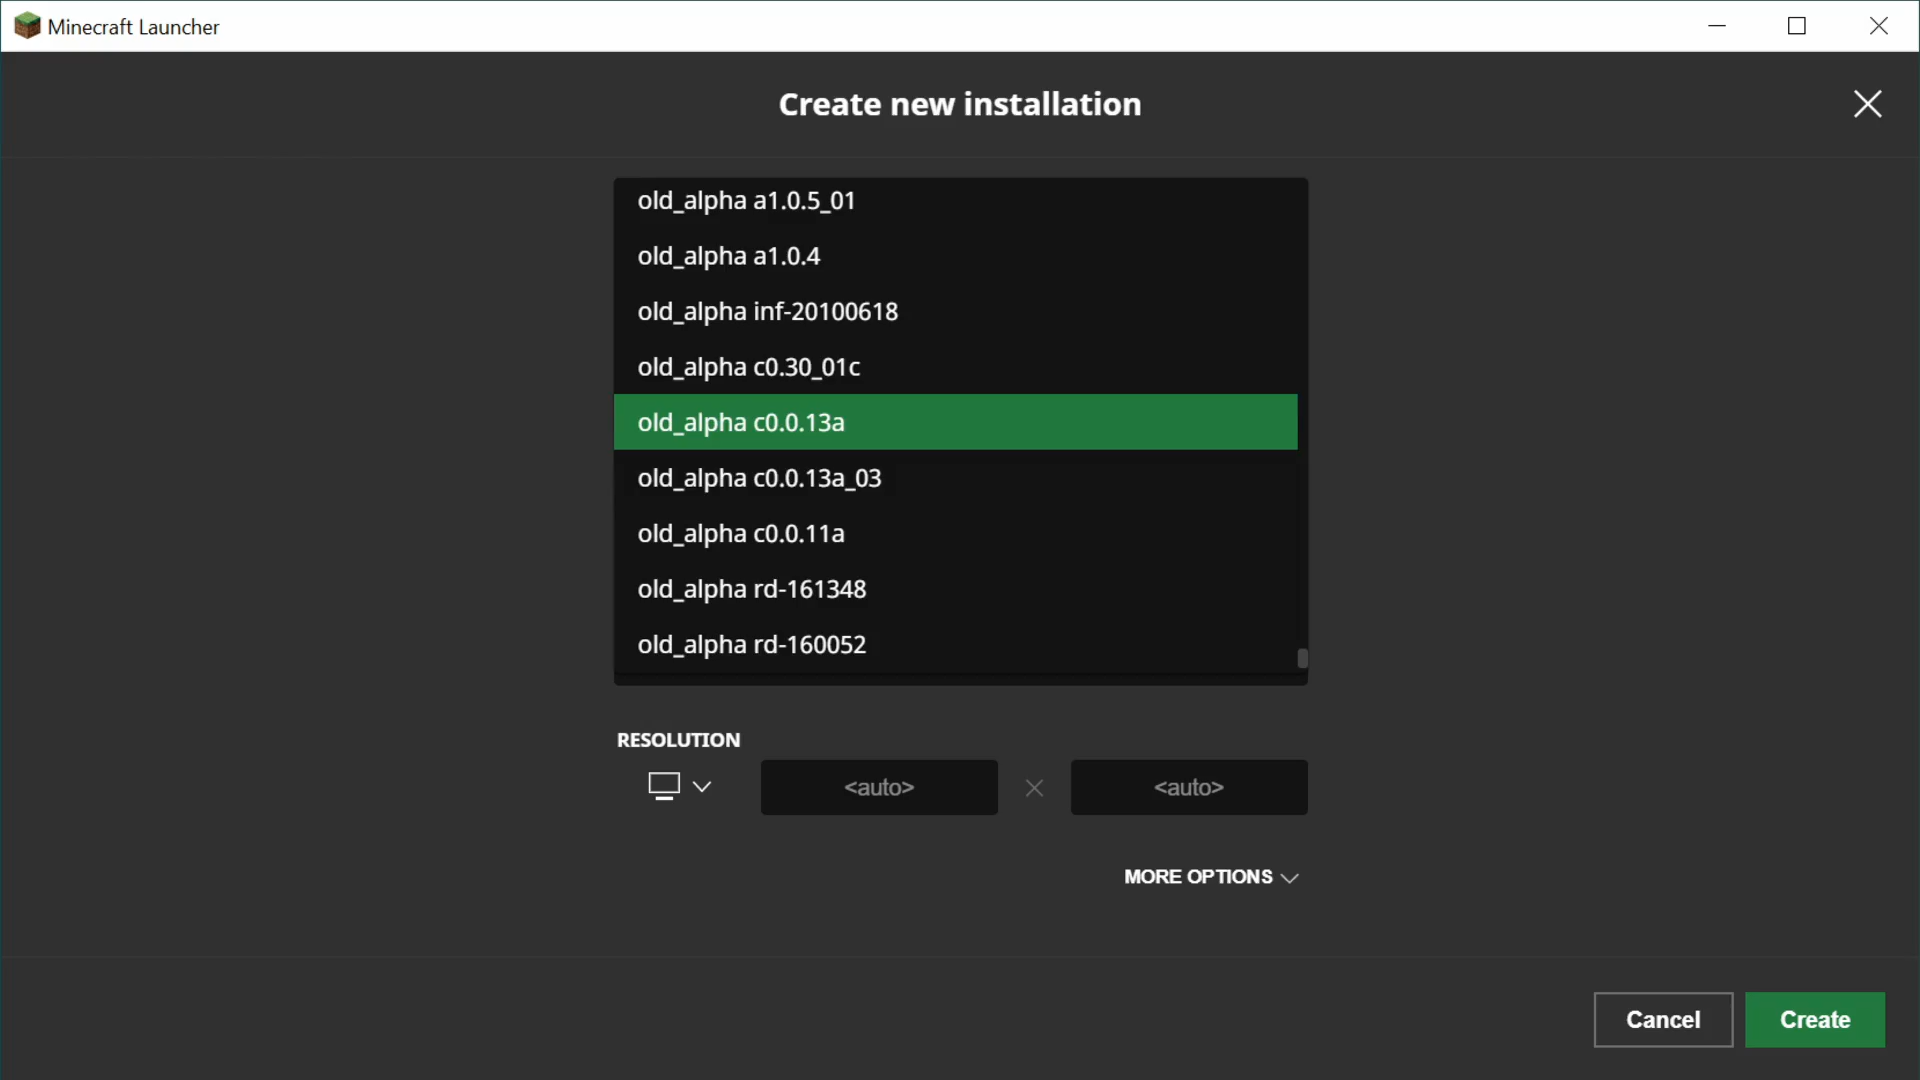 Minecraft Launcher
Create new installation
old_alpha a1.0.5_01
old_alpha a1.0.4
old_alpha inf-20100618
old_alpha c0.30_01c
old_alpha c0.0.13a
old_alpha c0.0.13a_03
old_alpha c0.0.11a
old_alpha rd-161348
old_alpha rd-160052
RESOLUTION
<auto> <auto>
MORE OPTIONS
Cancel Create